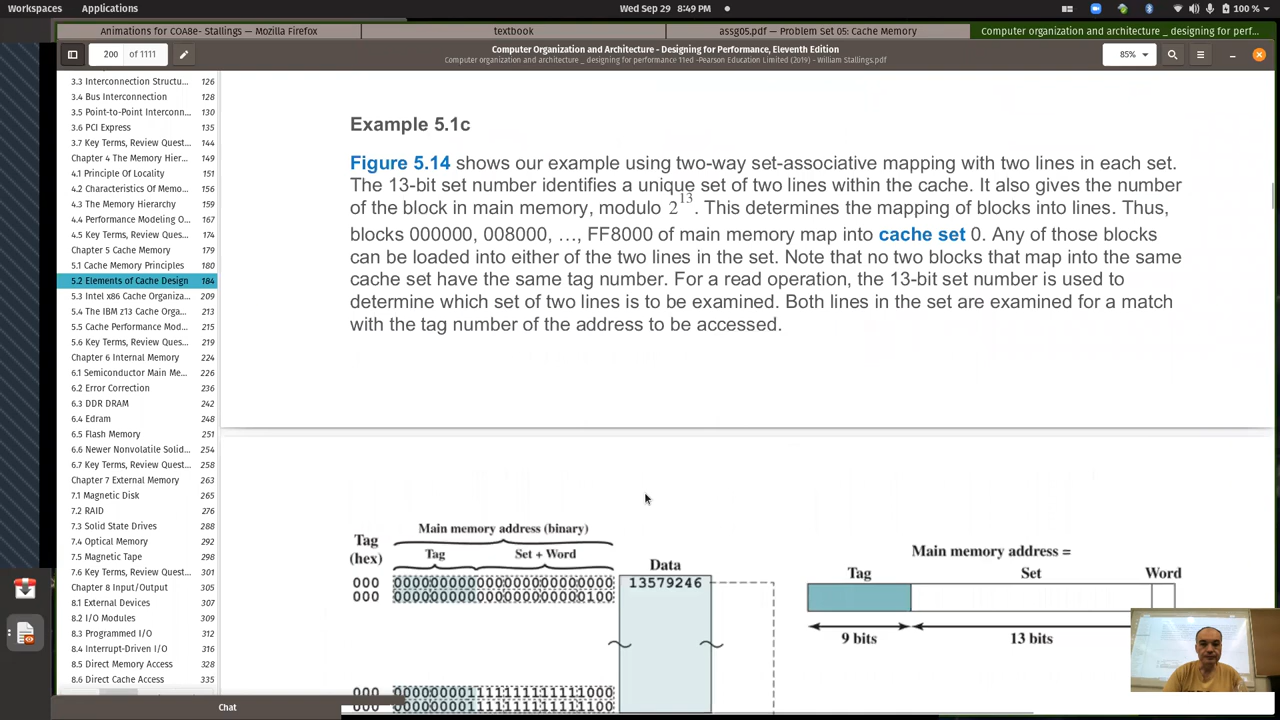 Workspaces Applications Wed Sep 29 8:49 PM 100 %
Animations for COA8e- Stallings — Mozilla Firefox textbook assg05.pdf — Problem Set 05: Cache Memory Computer organization and architecture _ designing for perf...
200 of 1111 Computer Organization and Architecture - Designing for Performance, Eleventh Edition 85%
Computer organization and architecture _ designing for performance 11ed -Pearson Education Limited (2019) - William Stallings.pdf
3.3 Interconnection Structu... 126
3.4 Bus Interconnection 128
3.5 Point-to-Point Interconn... 130
3.6 PCI Express 135
3.7 Key Terms, Review Quest... 144
Chapter 4 The Memory Hier... 149
4.1 Principle Of Locality 151
4.2 Characteristics Of Memo... 156
4.3 The Memory Hierarchy 159
4.4 Performance Modeling O... 167
4.5 Key Terms, Review Ques... 174
Chapter 5 Cache Memory 179
5.1 Cache Memory Principles 180
5.2 Elements of Cache Design 184
5.3 Intel x86 Cache Organiza... 209
5.4 The IBM z13 Cache Orga... 213
5.5 Cache Performance Mod... 215
5.6 Key Terms, Review Ques... 219
Chapter 6 Internal Memory 224
6.1 Semiconductor Main Me... 226
6.2 Error Correction 236
6.3 DDR DRAM 242
6.4 Edram 248
6.5 Flash Memory 251
6.6 Newer Nonvolatile Solid... 254
6.7 Key Terms, Review Quest... 258
Chapter 7 External Memory 262
7.1 Magnetic Disk 265
7.2 RAID 276
7.3 Solid State Drives 288
7.4 Optical Memory 292
7.5 Magnetic Tape 298
7.6 Key Terms, Review Quest... 301
Chapter 8 Input/Output 305
8.1 External Devices 307
8.2 I/O Modules 309
8.3 Programmed I/O 312
8.4 Interrupt-Driven I/O 316
8.5 Direct Memory Access 328
8.6 Direct Cache Access 335
Chat
Example 5.1c
Figure 5.14 shows our example using two-way set-associative mapping with two lines in each set.
The 13-bit set number identifies a unique set of two lines within the cache. It also gives the number
of the block in main memory, modulo 2^13. This determines the mapping of blocks into lines. Thus,
blocks 000000, 008000, …, FF8000 of main memory map into cache set 0. Any of those blocks
can be loaded into either of the two lines in the set. Note that no two blocks that map into the same
cache set have the same tag number. For a read operation, the 13-bit set number is used to
determine which set of two lines is to be examined. Both lines in the set are examined for a match
with the tag number of the address to be accessed.
Main memory address (binary)
Tag
(hex)
Tag Set + Word
Data
000 000000000000000000000000 13579246
000 000000000000000000000100
000 000000001111111111111000
000 000000001111111111111100
Main memory address =
Tag Set Word
9 bits 13 bits